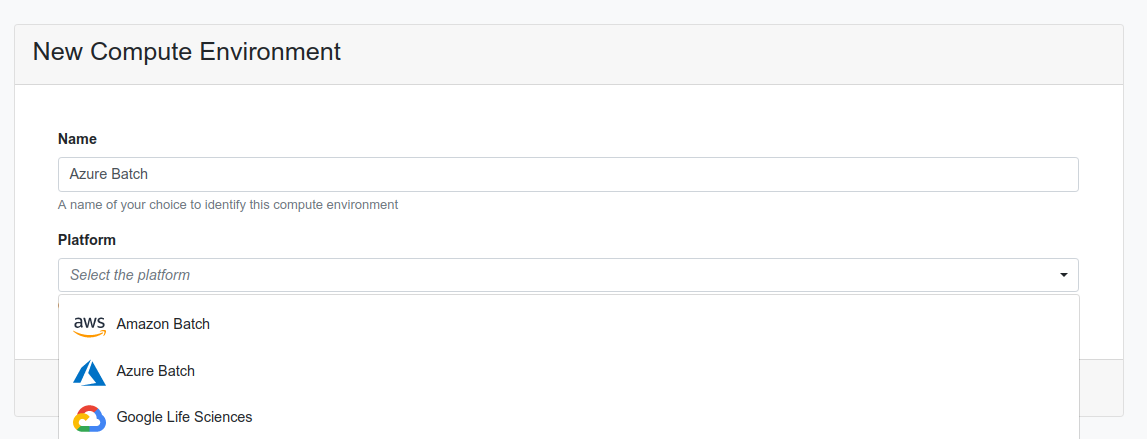 New Compute Environment
Name
Azure Batch
A name of your choice to identify this compute environment
Platform
Select the platform
aws Amazon Batch
Azure Batch
Google Life Sciences